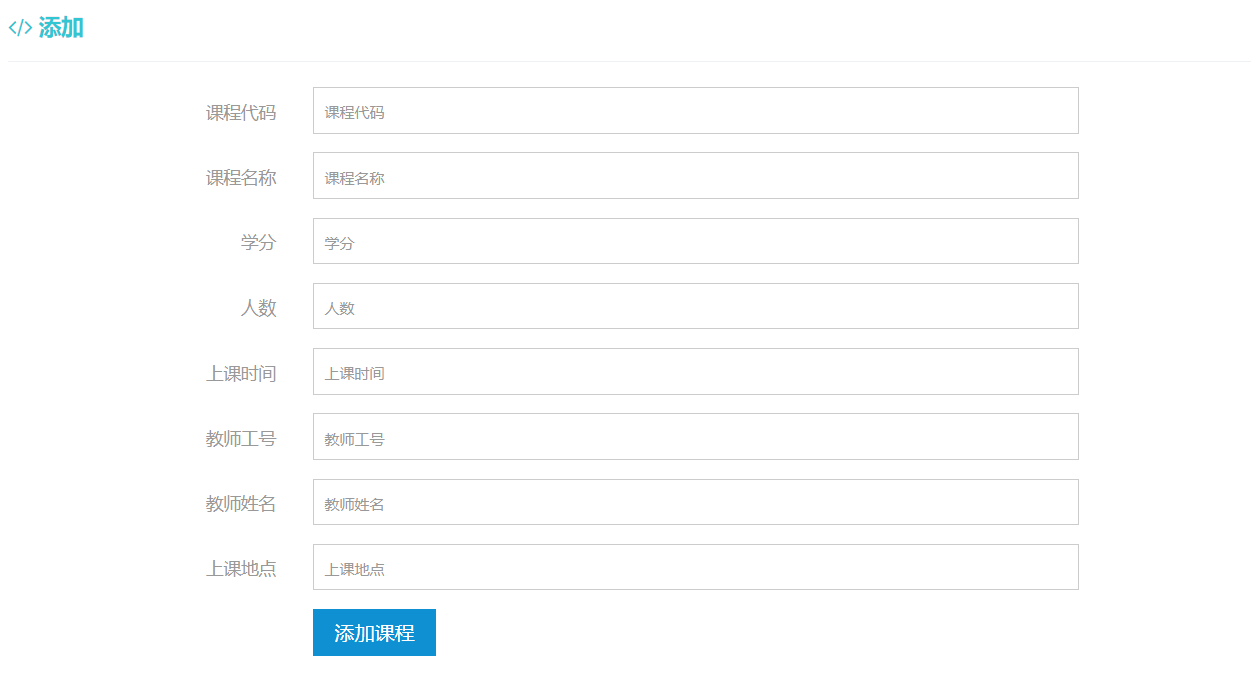 </> 添加
课程代码 课程代码
课程名称 课程名称
学分 学分
人数 人数
上课时间 上课时间
教师工号 教师工号
教师姓名 教师姓名
上课地点 上课地点
添加课程